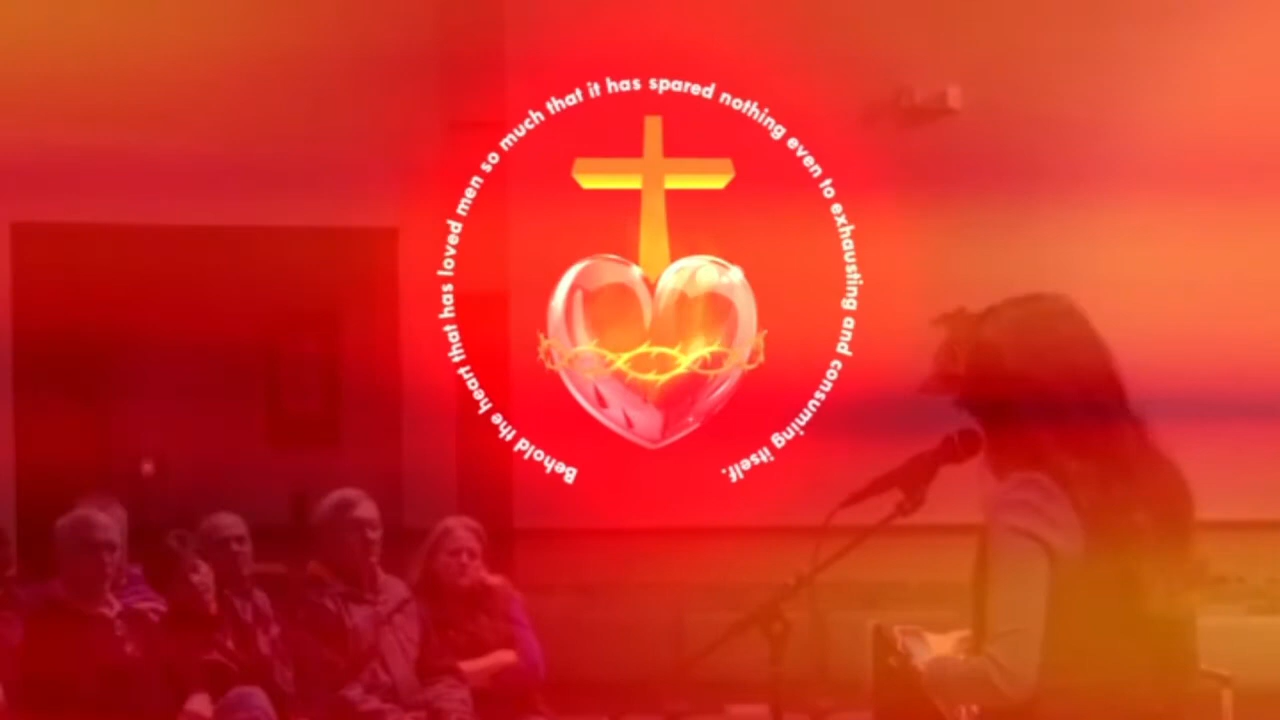 Behold the heart that has loved men so much that it has spared nothing even to exhausting and consuming itself.